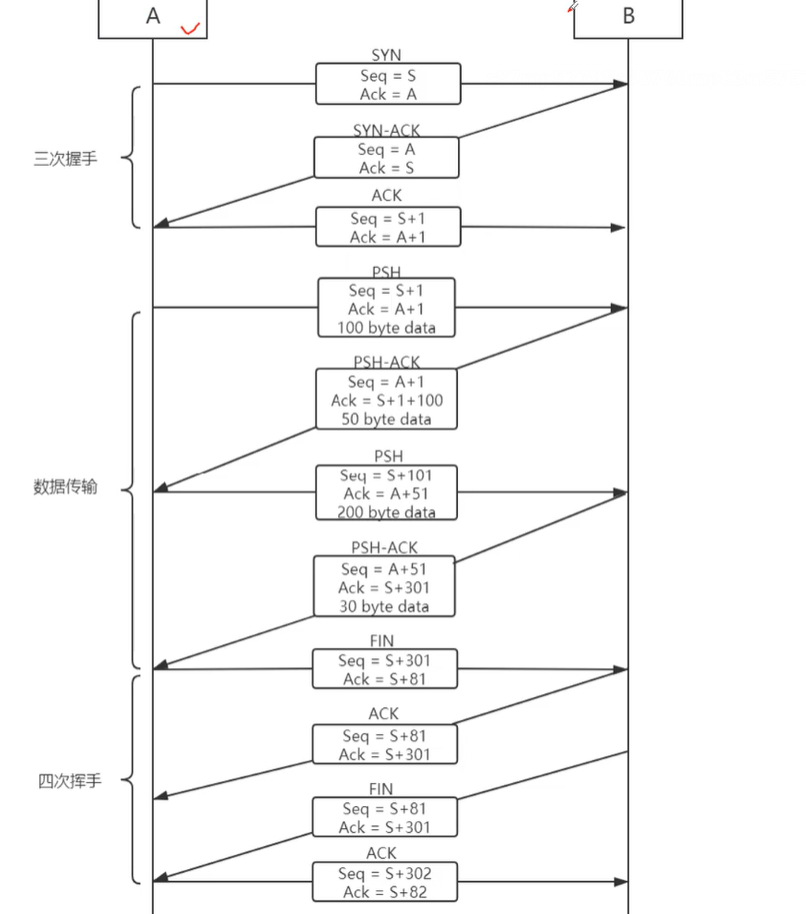 A
B
SYN
Seq = S
Ack = A
SYN-ACK
Seq = A
Ack = S
三次握手
ACK
Seq = S+1
Ack = A+1
PSH
Seq = S+1
Ack = A+1
100 byte data
PSH-ACK
Seq = A+1
Ack = S+1+100
50 byte data
数据传输
PSH
Seq = S+101
Ack = A+51
200 byte data
PSH-ACK
Seq = A+51
Ack = S+301
30 byte data
FIN
Seq = S+301
Ack = S+81
ACK
Seq = S+81
Ack = S+301
四次挥手
FIN
Seq = S+81
Ack = S+301
ACK
Seq = S+302
Ack = S+82